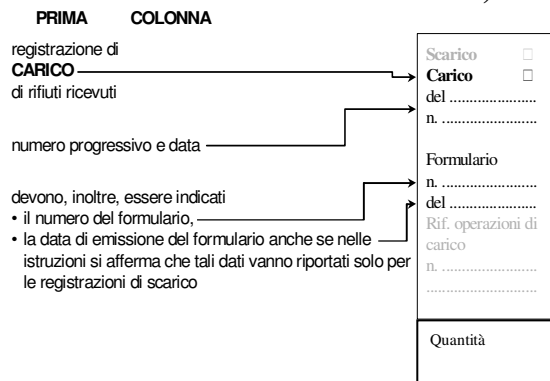 PRIMA COLONNA
registrazione di
CARICO
di rifiuti ricevuti
numero progressivo e data
devono, inoltre, essere indicati
• il numero del formulario,
• la data di emissione del formulario anche se nelle
istruzioni si afferma che tali dati vanno riportati solo per
le registrazioni di scarico
Scarico □
Carico □
del ......................
n. ........................
Formulario
n. ........................
del ......................
Rif. operazioni di
carico
n. ........................
............................
Quantità